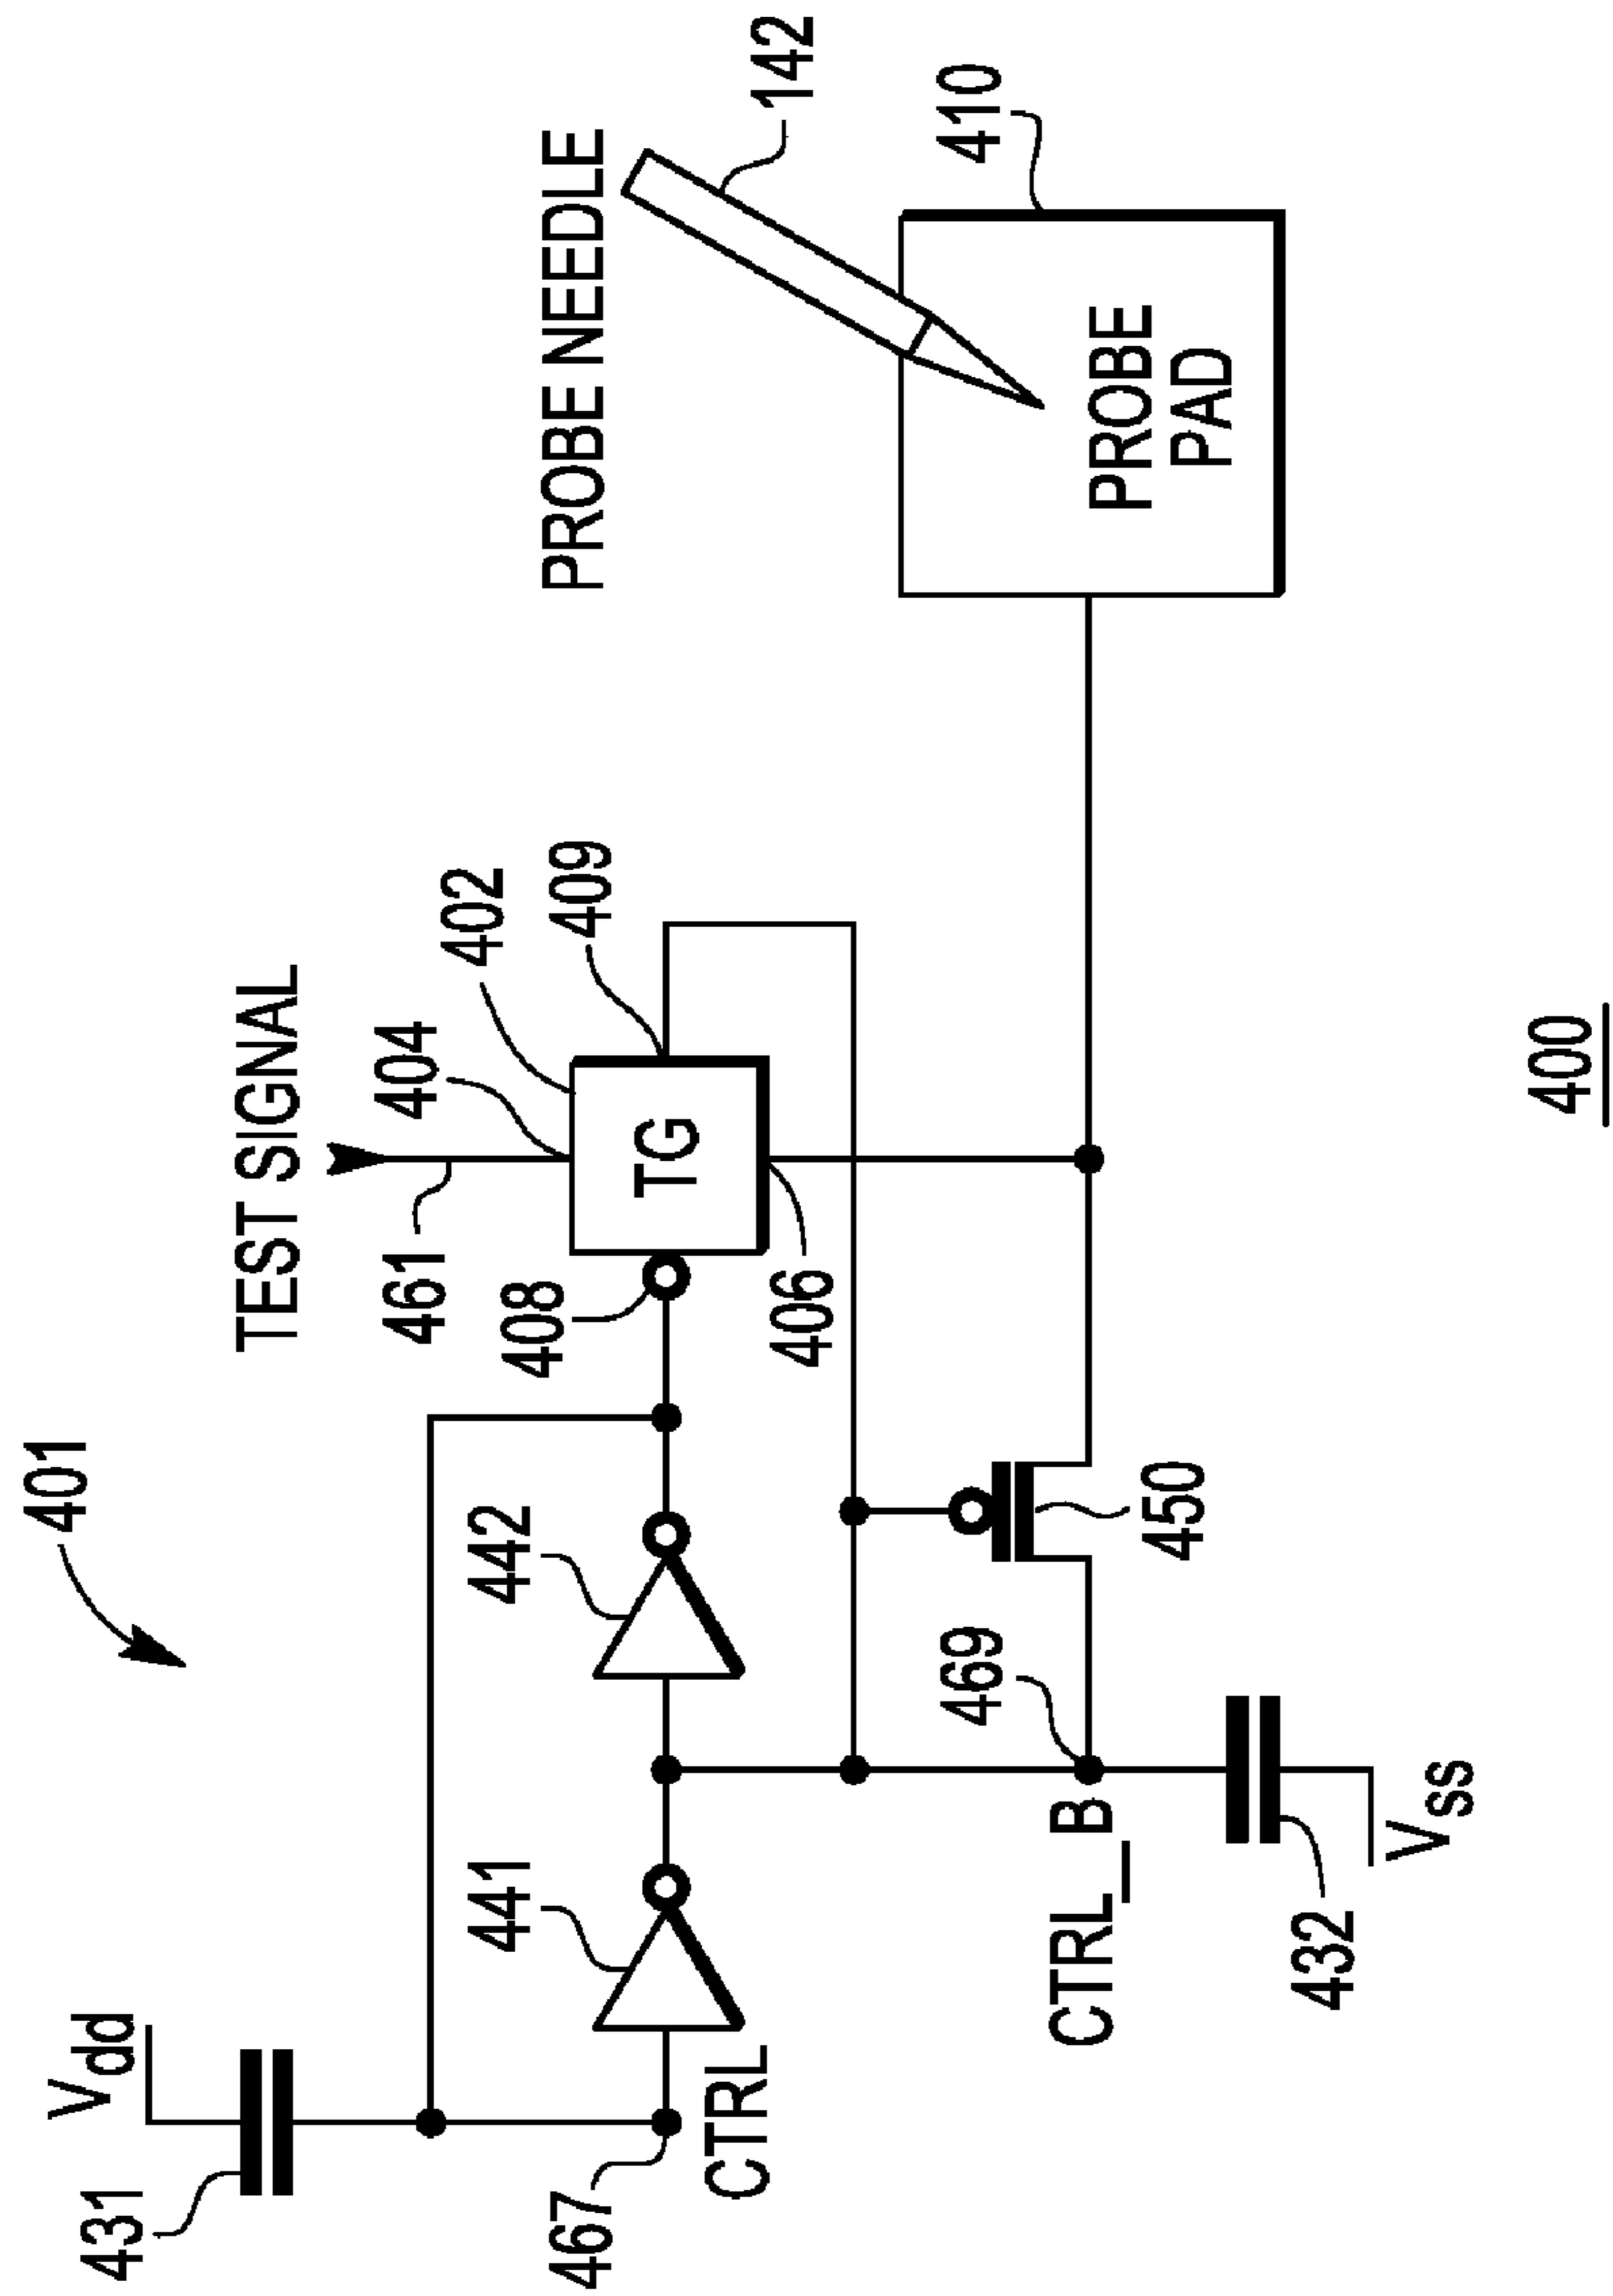 401
Vdd
431
467
CTRL
441
442
TEST SIGNAL
461
404
402
409
408
TG
406
PROBE NEEDLE
142
410
PROBE
PAD
469
CTRL_B
450
432
Vss
400